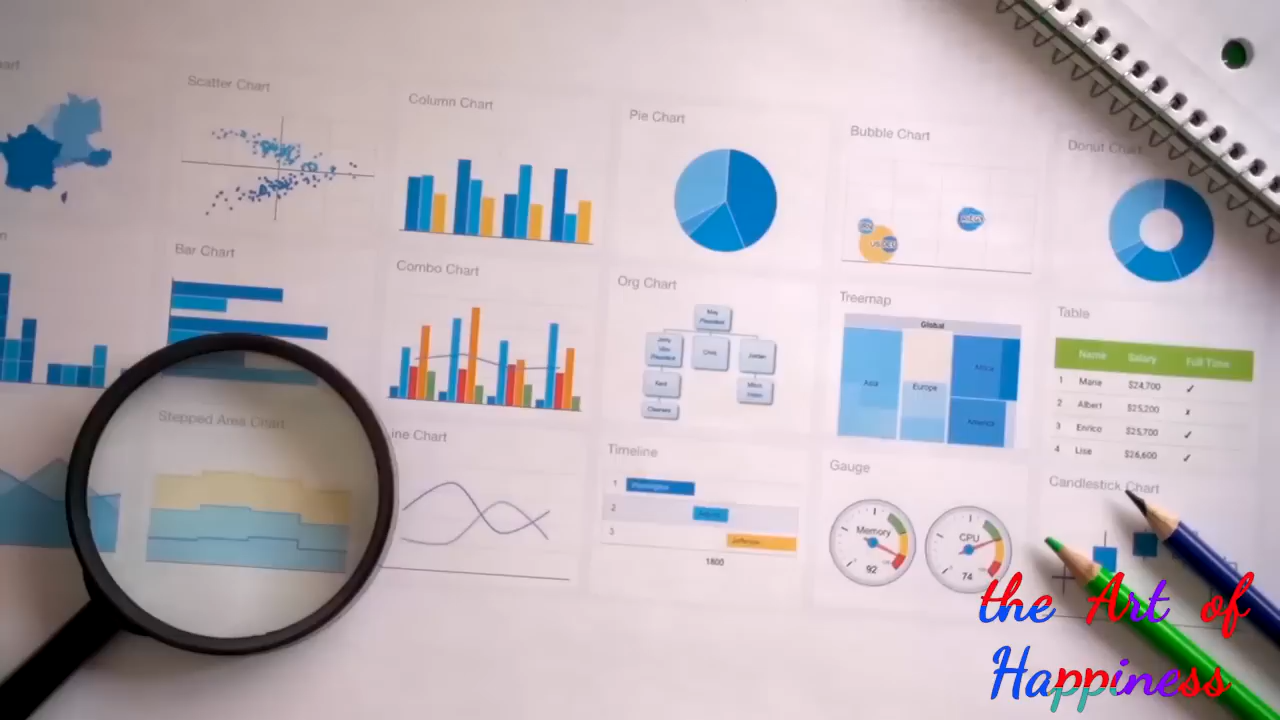 Scatter Chart
Column Chart
Pie Chart
Bubble Chart
Donut Chart
Bar Chart
Combo Chart
Org Chart
Treemap
Table
Global
Asia
Europe
Africa
America
Name Salary Full Time
1 Marie $24,700 ✓
2 Albert $25,200 x
3 Enrico $25,700 ✓
4 Lise $26,600 ✓
Stepped Area Chart
ine Chart
Timeline
1 Washington
2 Adams
3 Jefferson
1800
Gauge
Memory
92
CPU
74
Candlestick Chart
the Art of
Happiness